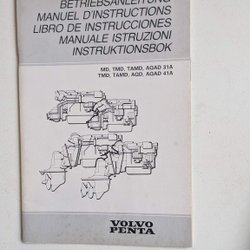 BETRIEBSANLEITUNG
MANUEL D'INSTRUCTIONS
LIBRO DE INSTRUCCIONES
MANUALE ISTRUZIONI
INSTRUKTIONSBOK
MD, TMD, TAMD, AQAD 31A
TMD, TAMD, AQD, AQAD 41A
VOLVO
PENTA